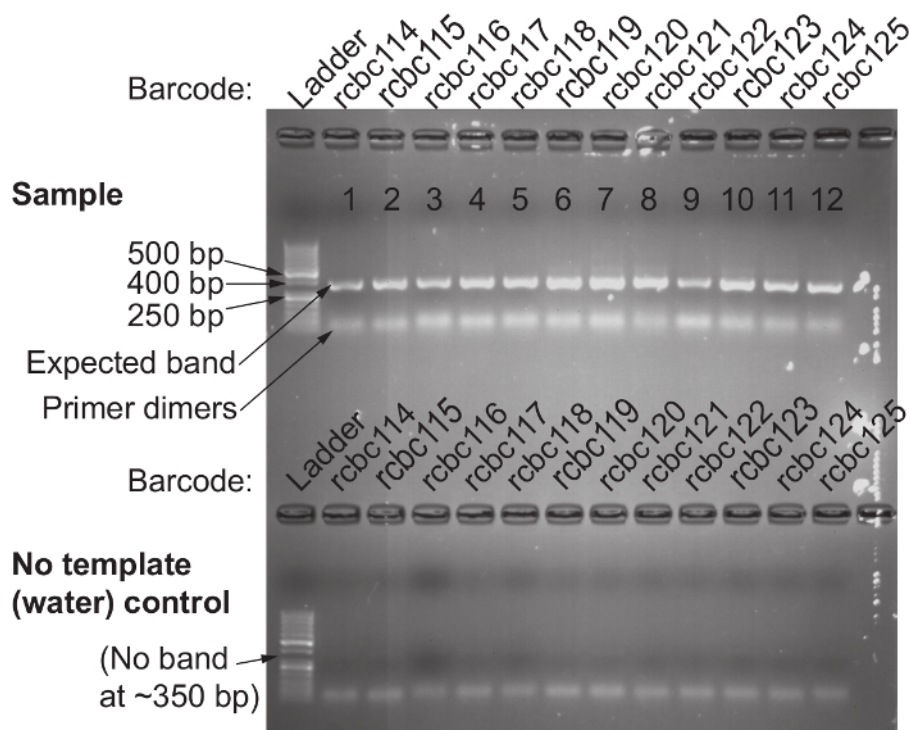 Barcode: Ladder rcbc114 rcbc115 rcbc116 rcbc117 rcbc118 rcbc119 rcbc120 rcbc121 rcbc122 rcbc123 rcbc124 rcbc125
Sample 1 2 3 4 5 6 7 8 9 10 11 12
500 bp
400 bp
250 bp
Expected band
Primer dimers
Barcode: Ladder rcbc114 rcbc115 rcbc116 rcbc117 rcbc118 rcbc119 rcbc120 rcbc121 rcbc122 rcbc123 rcbc124 rcbc125
No template
(water) control
(No band
at ~350 bp)